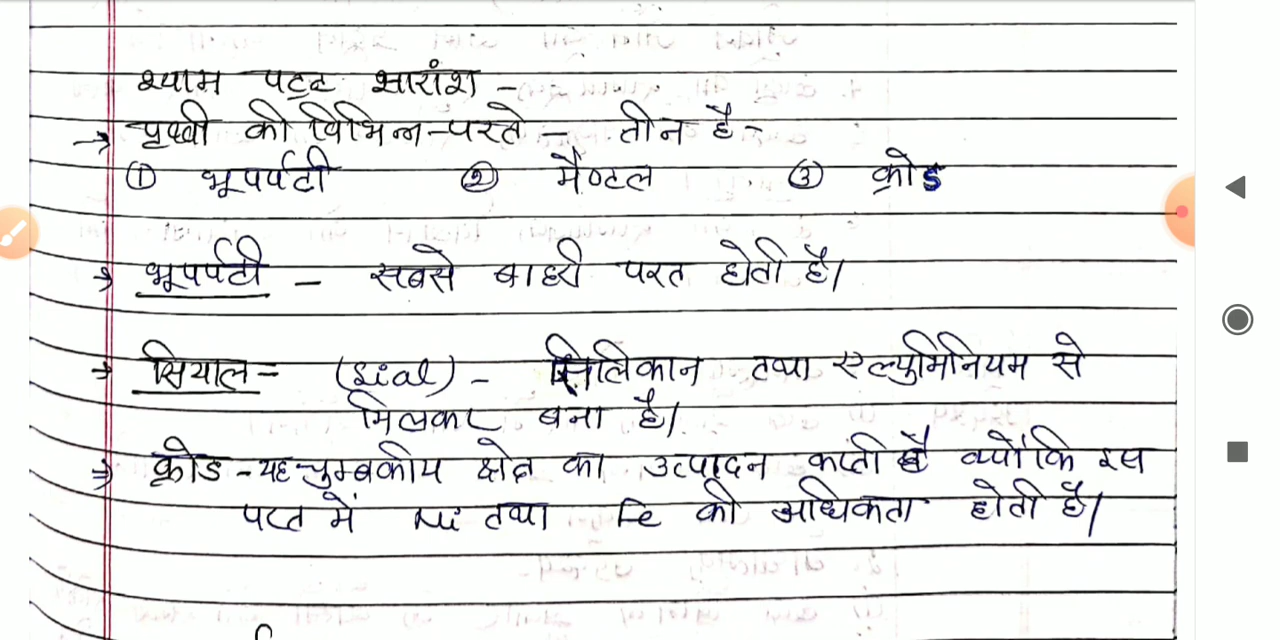 श्याम पट्ट सारांश -
→ पृथ्वी की विभिन्न परते - तीन है -
① भूपर्पटी ② मैण्टल ③ क्रोड
→ भूपर्पटी - सबसे बाहरी परत होती है।
→ सियाल = (sial) - सिलिकान तथा एल्युमिनियम से
मिलकर बना है।
→ क्रोड - यह चुम्बकीय क्षेत्र का उत्पादन करती है क्योंकि इस
परत में Ni तथा Fe की अधिकता होती है।